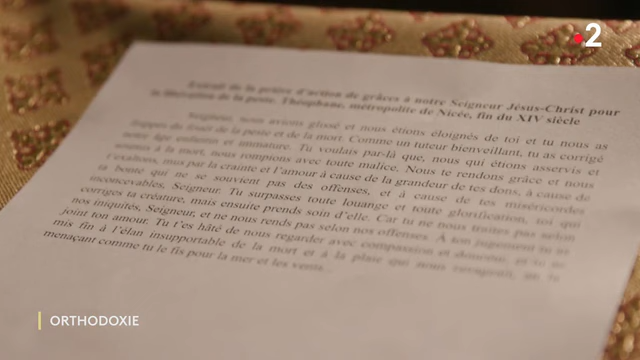 2
Extrait de la prière d'action de grâces à notre Seigneur Jésus-Christ pour
la libération de la peste. Théophane, métropolite de Nicée, fin du XIV siècle
Seigneur, nous avions glissé et nous étions éloignés de toi et tu nous as
frappés du fouet de la peste et de la mort. Comme un tuteur bienveillant, tu as corrigé
notre âge enfantin et immature. Tu voulais par-là que, nous qui étions asservis et
soumis à la mort, nous rompions avec toute malice. Nous te rendons grâce et nous
t'exaltons, mus par la crainte et l'amour à cause de la grandeur de tes dons, à cause de
ta bonté qui ne se souvient pas des offenses, et à cause de tes miséricordes
inconcevables, Seigneur. Tu surpasses toute louange et toute glorification, toi qui
corriges ta créature, mais ensuite prends soin d'elle. Car tu ne nous traites pas selon
nos iniquités, Seigneur, et ne nous rends pas selon nos offenses. À ton jugement tu as
joint ton amour. Tu t'es hâté de nous regarder avec compassion et douceur, et tu as
mis fin à l'élan insupportable de la mort et à la plaie qui nous ravageait, en la
menaçant comme tu le fis pour la mer et les vents...
ORTHODOXIE